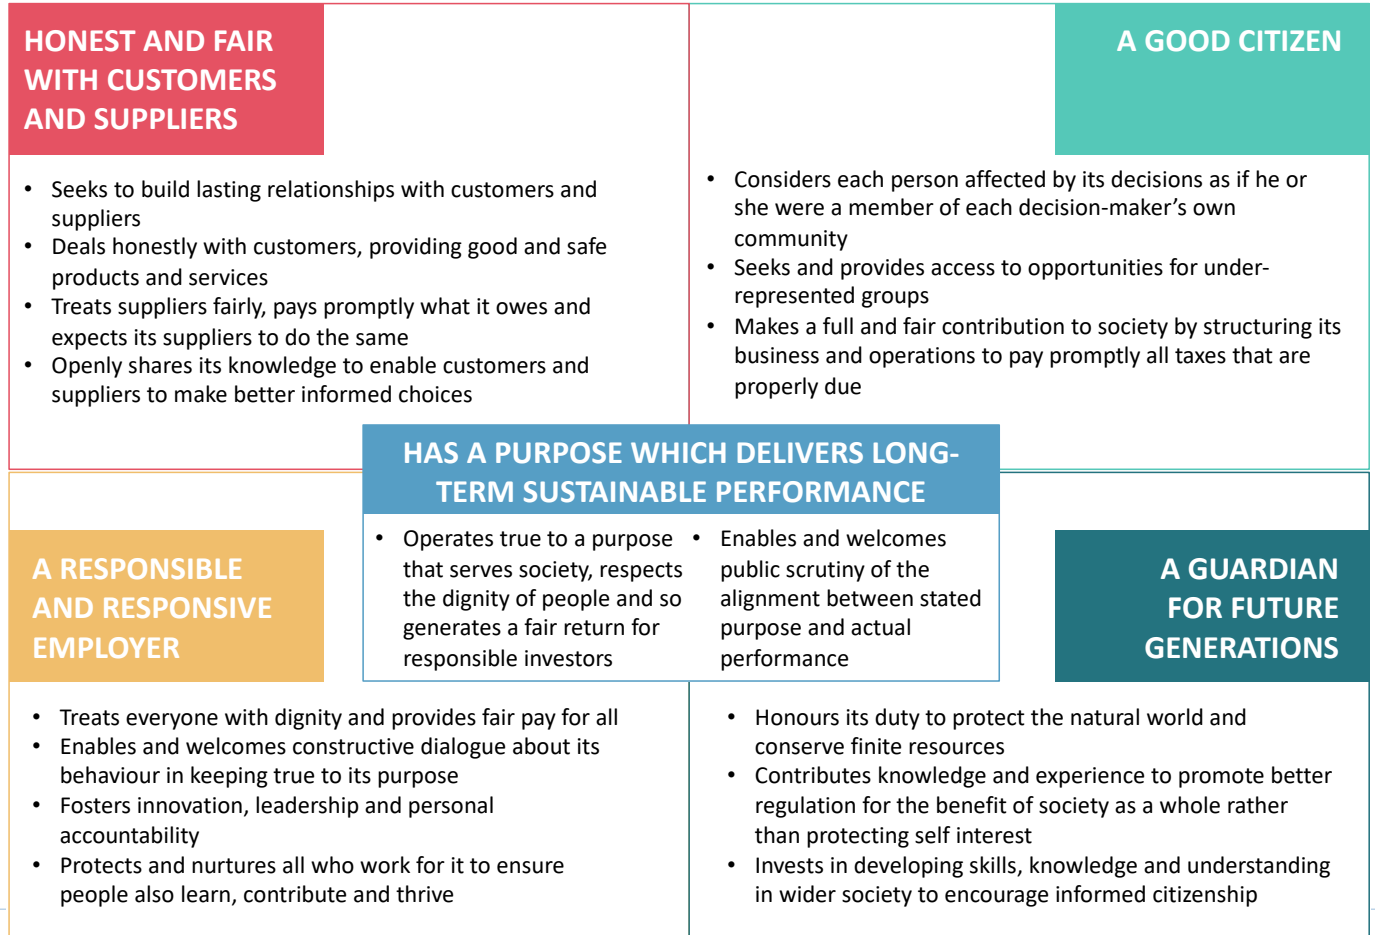 HONEST AND FAIR
WITH CUSTOMERS
AND SUPPLIERS
• Seeks to build lasting relationships with customers and
suppliers
• Deals honestly with customers, providing good and safe
products and services
• Treats suppliers fairly, pays promptly what it owes and
expects its suppliers to do the same
• Openly shares its knowledge to enable customers and
suppliers to make better informed choices
A GOOD CITIZEN
• Considers each person affected by its decisions as if he or
she were a member of each decision-maker’s own
community
• Seeks and provides access to opportunities for under-
represented groups
• Makes a full and fair contribution to society by structuring its
business and operations to pay promptly all taxes that are
properly due
HAS A PURPOSE WHICH DELIVERS LONG-
TERM SUSTAINABLE PERFORMANCE
• Operates true to a purpose
that serves society, respects
the dignity of people and so
generates a fair return for
responsible investors
• Enables and welcomes
public scrutiny of the
alignment between stated
purpose and actual
performance
A RESPONSIBLE
AND RESPONSIVE
EMPLOYER
• Treats everyone with dignity and provides fair pay for all
• Enables and welcomes constructive dialogue about its
behaviour in keeping true to its purpose
• Fosters innovation, leadership and personal
accountability
• Protects and nurtures all who work for it to ensure
people also learn, contribute and thrive
A GUARDIAN
FOR FUTURE
GENERATIONS
• Honours its duty to protect the natural world and
conserve finite resources
• Contributes knowledge and experience to promote better
regulation for the benefit of society as a whole rather
than protecting self interest
• Invests in developing skills, knowledge and understanding
in wider society to encourage informed citizenship